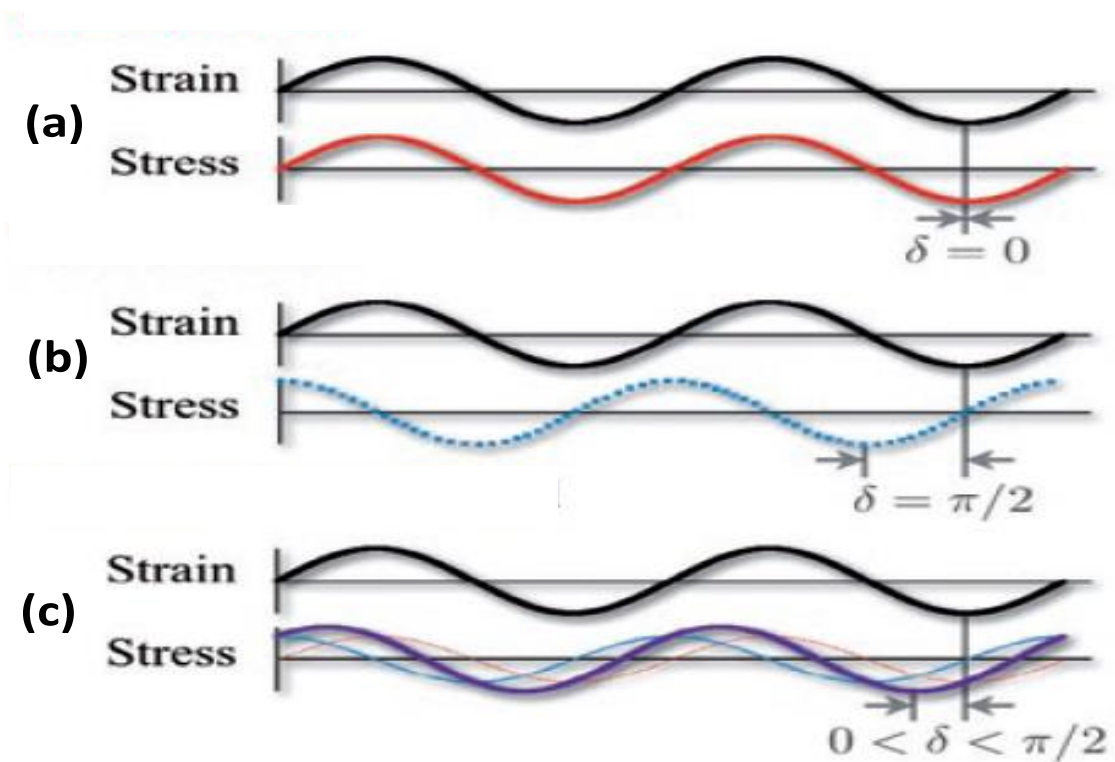 Strain
(a)
Stress
δ = 0
Strain
(b)
Stress
δ = π/2
Strain
(c)
Stress
0 < δ < π/2